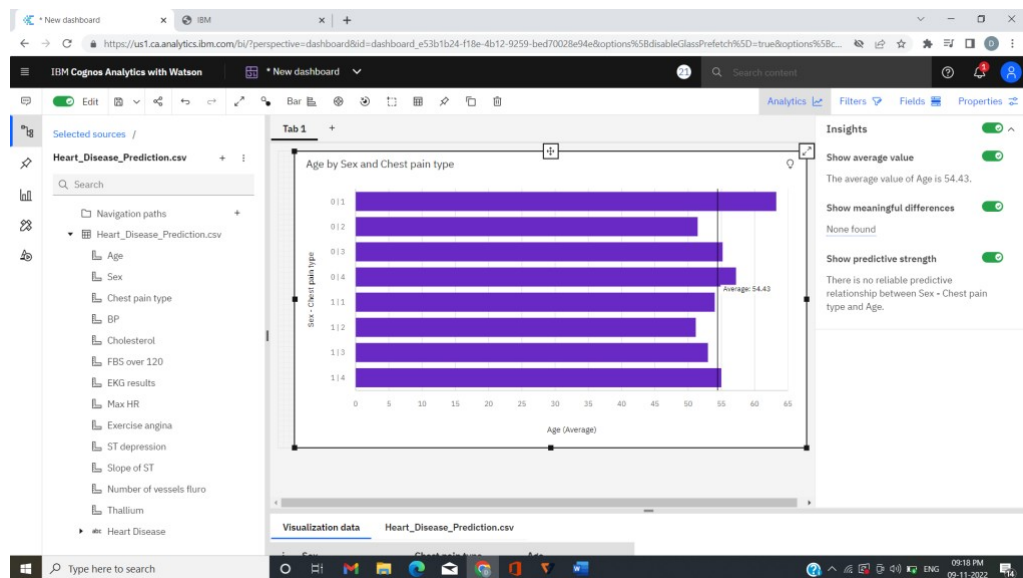 * New dashboard
IBM
https://us1.ca.analytics.ibm.com/bi/?perspective=dashboard&id=dashboard_e53b1b24-f18e-4b12-9259-bed70028e94e&options%5BdisableGlassPrefetch%5D=true&options%5Bc...
D
IBM Cognos Analytics with Watson
* New dashboard
21
Search content
1
Edit
Bar
Analytics
Filters
Fields
Properties
Selected sources /
Heart_Disease_Prediction.csv
Search
Navigation paths
Heart_Disease_Prediction.csv
Age
Sex
Chest pain type
BP
Cholesterol
FBS over 120
EKG results
Max HR
Exercise angina
ST depression
Slope of ST
Number of vessels fluro
Thallium
abc Heart Disease
Tab 1
Age by Sex and Chest pain type
Sex - Chest pain type
0|1
0|2
0|3
0|4
1|1
1|2
1|3
1|4
Average: 54.43
0 5 10 15 20 25 30 35 40 45 50 55 60 65
Age (Average)
Insights
Show average value
The average value of Age is 54.43.
Show meaningful differences
None found
Show predictive strength
There is no reliable predictive
relationship between Sex - Chest pain
type and Age.
Visualization data
Heart_Disease_Prediction.csv
Sex Chest pain type Age
Type here to search
ENG
09:18 PM
09-11-2022
14